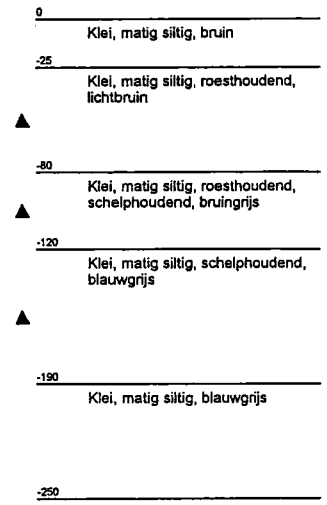 0
Klei, matig siltig, bruin
-25
Klei, matig siltig, roesthoudend,
lichtbruin
-80
Klei, matig siltig, roesthoudend,
schelphoudend, bruingrijs
-120
Klei, matig siltig, schelphoudend,
blauwgrijs
-190
Klei, matig siltig, blauwgrijs
-250